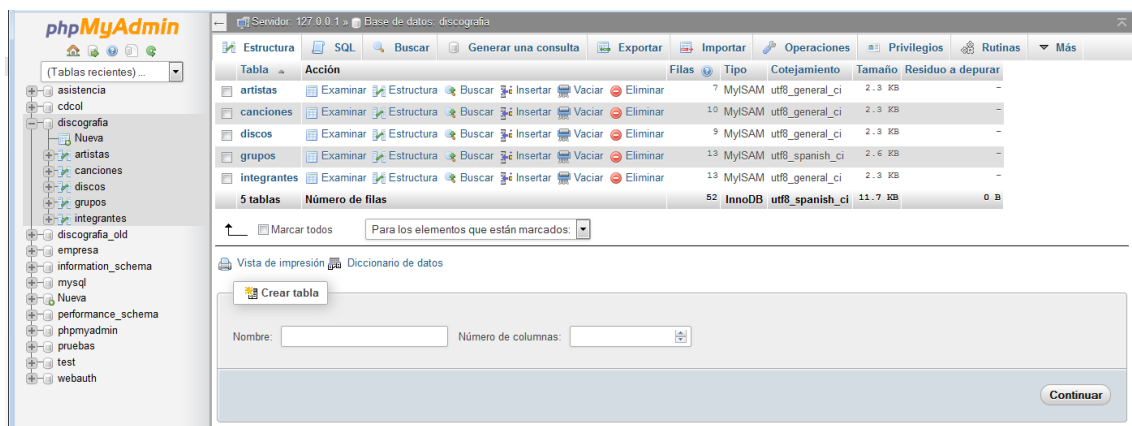 phpMyAdmin
(Tablas recientes) ...
asistencia
cdcol
discografia
Nueva
artistas
canciones
discos
grupos
integrantes
discografia_old
empresa
information_schema
mysql
Nueva
performance_schema
phpmyadmin
pruebas
test
webauth
Servidor: 127.0.0.1 » Base de datos: discografia
Estructura SQL Buscar Generar una consulta Exportar Importar Operaciones Privilegios Rutinas Más
Tabla Acción Filas Tipo Cotejamiento Tamaño Residuo a depurar
artistas Examinar Estructura Buscar Insertar Vaciar Eliminar 7 MyISAM utf8_general_ci 2.3 KB -
canciones Examinar Estructura Buscar Insertar Vaciar Eliminar 10 MyISAM utf8_general_ci 2.3 KB -
discos Examinar Estructura Buscar Insertar Vaciar Eliminar 9 MyISAM utf8_general_ci 2.3 KB -
grupos Examinar Estructura Buscar Insertar Vaciar Eliminar 13 MyISAM utf8_spanish_ci 2.6 KB -
integrantes Examinar Estructura Buscar Insertar Vaciar Eliminar 13 MyISAM utf8_general_ci 2.3 KB -
5 tablas Número de filas 52 InnoDB utf8_spanish_ci 11.7 KB 0 B
Marcar todos Para los elementos que están marcados:
Vista de impresión Diccionario de datos
Crear tabla
Nombre: Número de columnas:
Continuar